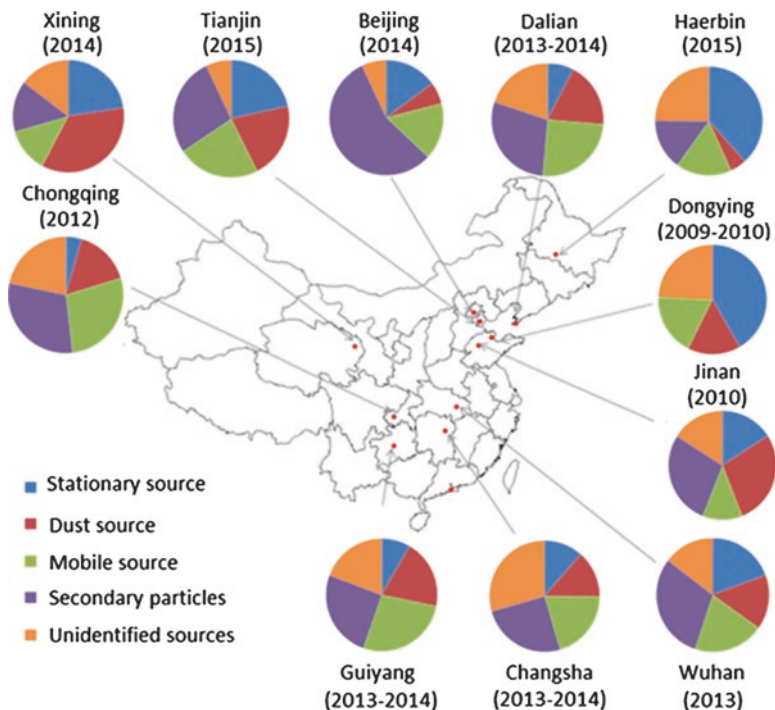 Xining
(2014)
Tianjin
(2015)
Beijing
(2014)
Dalian
(2013-2014)
Haerbin
(2015)
Chongqing
(2012)
Dongying
(2009-2010)
Jinan
(2010)
Stationary source
Dust source
Mobile source
Secondary particles
Unidentified sources
Guiyang
(2013-2014)
Changsha
(2013-2014)
Wuhan
(2013)